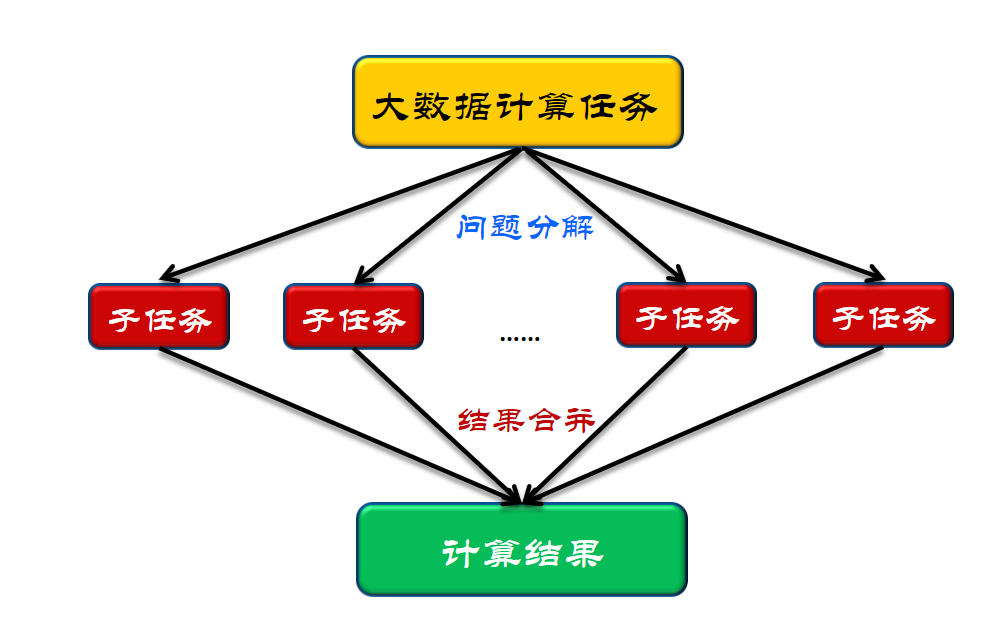 大数据计算任务
问题分解
子任务 子任务 …… 子任务 子任务
结果合并
计算结果